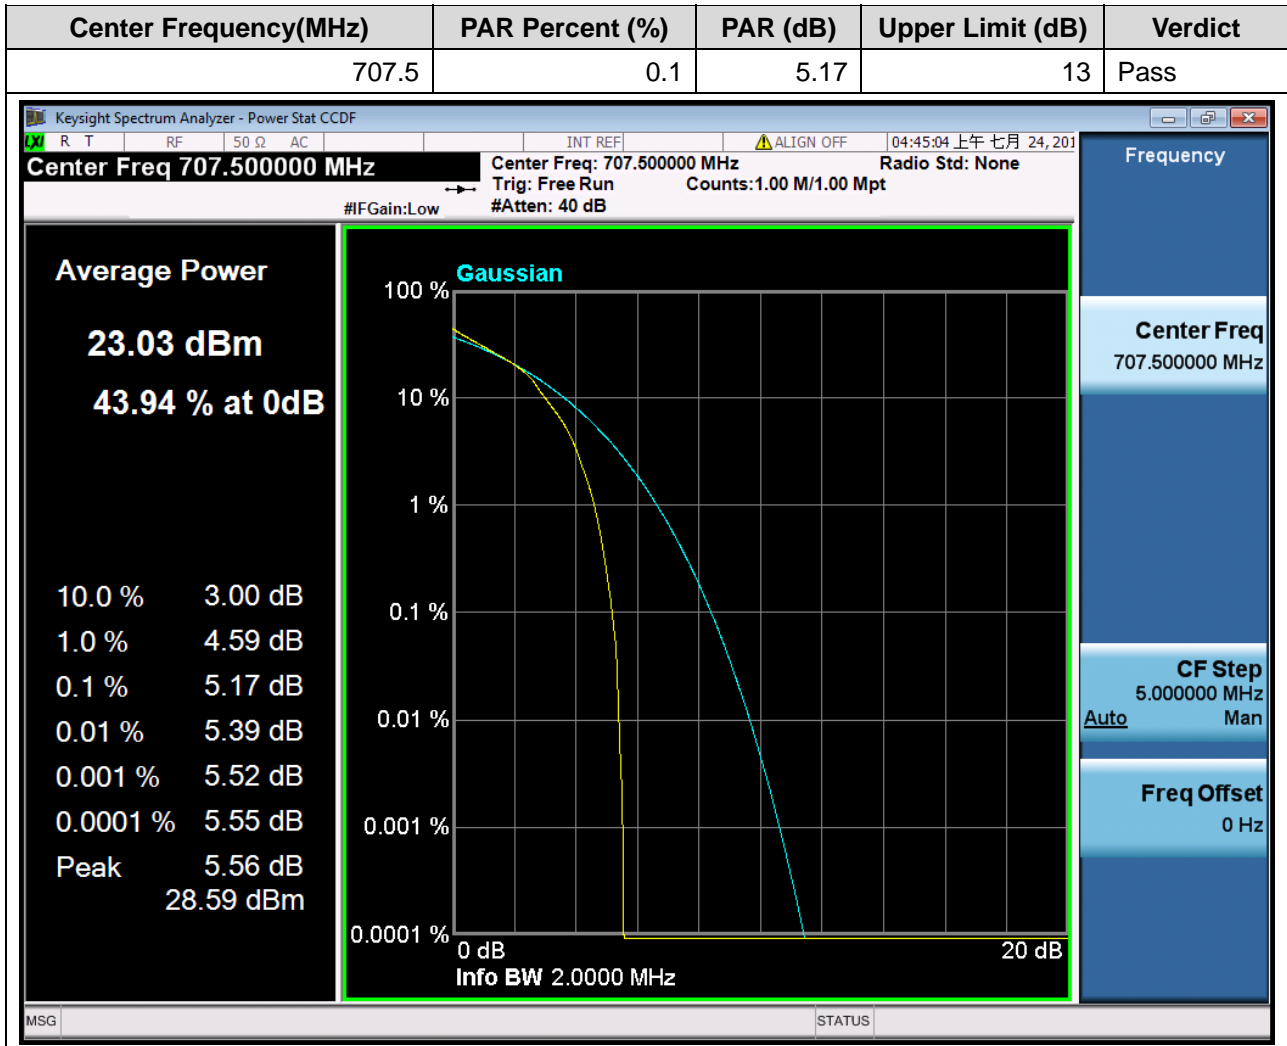 Center Frequency(MHz) PAR Percent (%) PAR (dB) Upper Limit (dB) Verdict
707.5 0.1 5.17 13 Pass
Keysight Spectrum Analyzer - Power Stat CCDF
LXI R T RF 50 Ω AC INT REF ALIGN OFF 04:45:04 上午 七月 24, 201
Center Freq 707.500000 MHz
Center Freq: 707.500000 MHz Radio Std: None
Trig: Free Run Counts:1.00 M/1.00 Mpt
#IFGain:Low #Atten: 40 dB
Frequency
Average Power
23.03 dBm
43.94 % at 0dB
10.0 % 3.00 dB
1.0 % 4.59 dB
0.1 % 5.17 dB
0.01 % 5.39 dB
0.001 % 5.52 dB
0.0001 % 5.55 dB
Peak 5.56 dB
28.59 dBm
Gaussian
100 %
10 %
1 %
0.1 %
0.01 %
0.001 %
0.0001 %
0 dB 20 dB
Info BW 2.0000 MHz
Center Freq
707.500000 MHz
CF Step
5.000000 MHz
Auto Man
Freq Offset
0 Hz
MSG STATUS